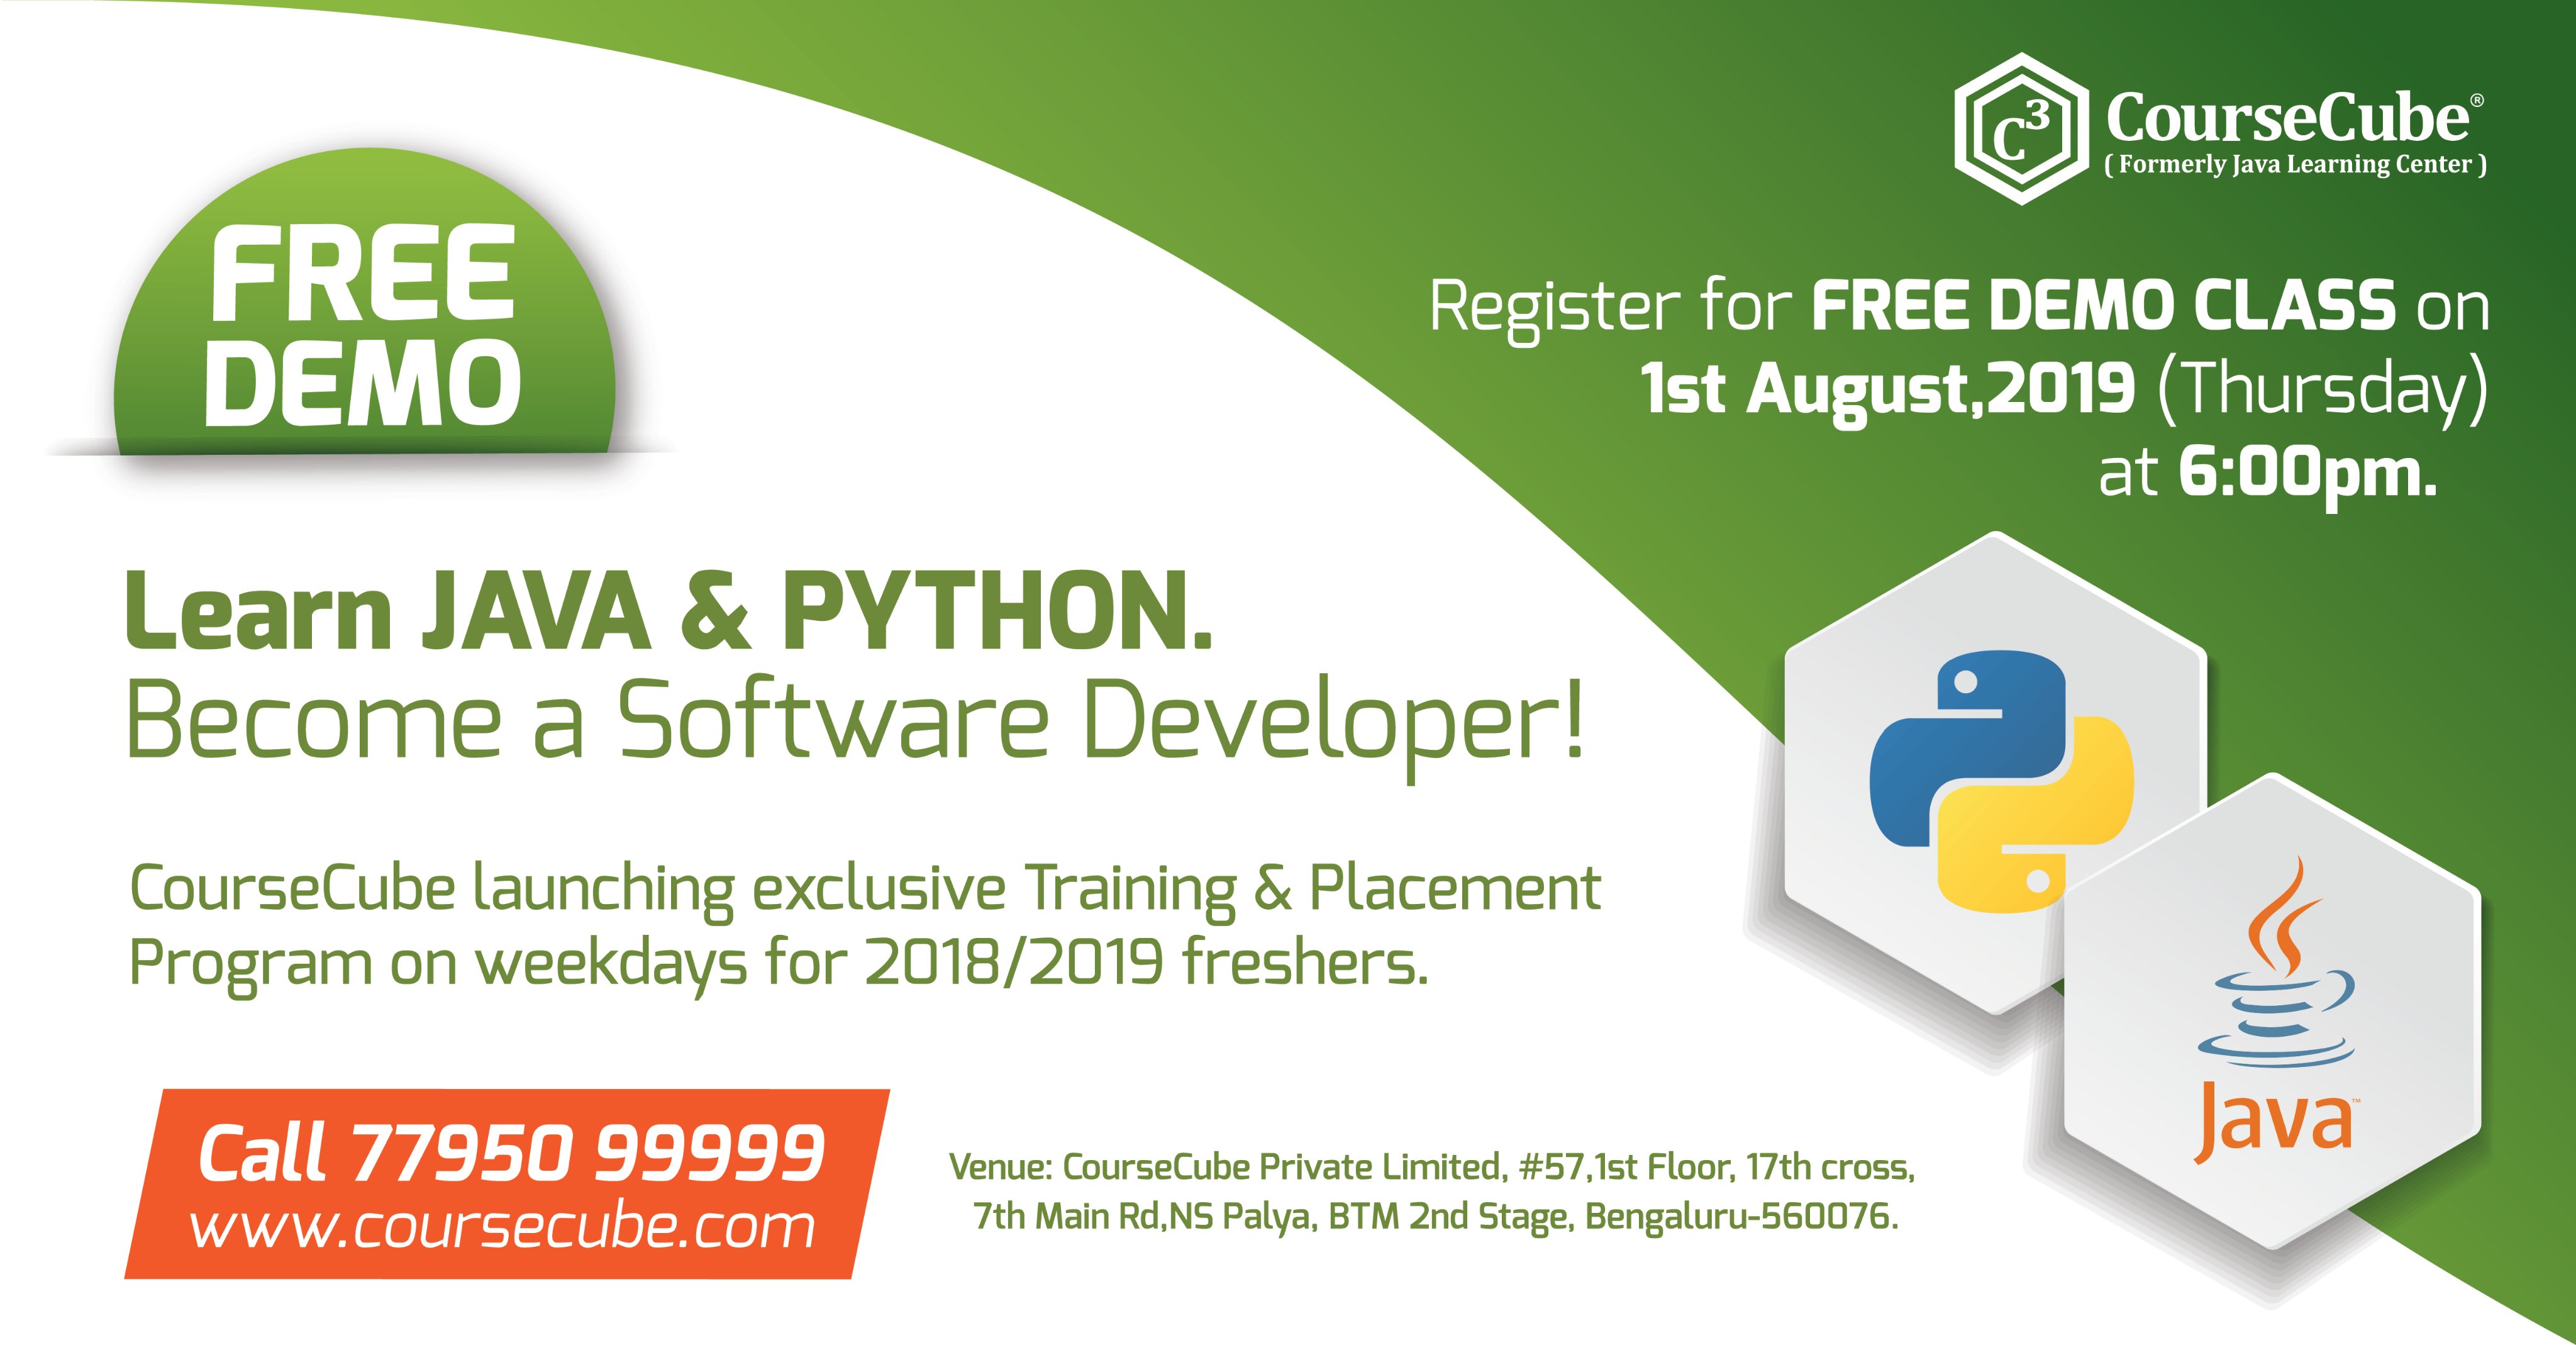 FREE
DEMO
C³ CourseCube®
( Formerly Java Learning Center )
Register for FREE DEMO CLASS on
1st August,2019 (Thursday)
at 6:00pm.
Learn JAVA & PYTHON.
Become a Software Developer!
CourseCube launching exclusive Training & Placement
Program on weekdays for 2018/2019 freshers.
Java™
Call 77950 99999
www.coursecube.com
Venue: CourseCube Private Limited, #57,1st Floor, 17th cross,
7th Main Rd,NS Palya, BTM 2nd Stage, Bengaluru-560076.